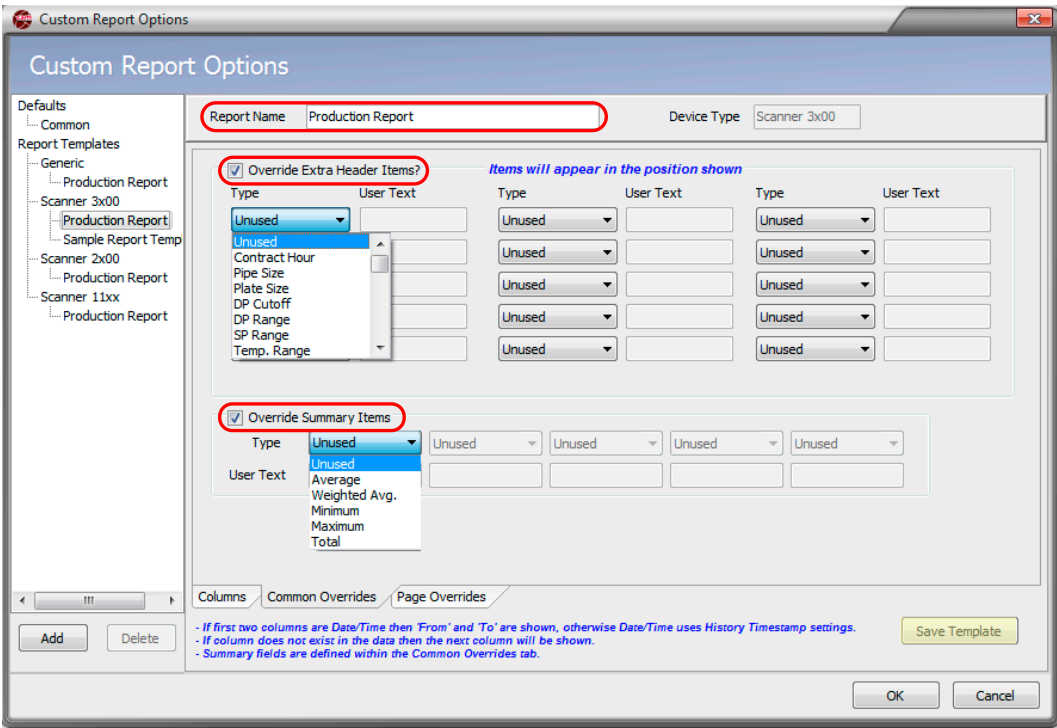 Custom Report Options
Custom Report Options
Defaults
Common
Report Templates
Generic
Production Report
Scanner 3x00
Production Report
Sample Report Temp
Scanner 2x00
Production Report
Scanner 11xx
Production Report
Add Delete
Report Name Production Report Device Type Scanner 3x00
Override Extra Header Items? Items will appear in the position shown
Type User Text Type User Text Type User Text
Unused Unused Unused
Unused
Contract Hour
Pipe Size
Plate Size
DP Cutoff
DP Range
SP Range
Temp. Range
Unused Unused
Unused Unused
Unused Unused
Unused Unused
Override Summary Items
Type Unused Unused Unused Unused Unused
User Text
Unused
Average
Weighted Avg.
Minimum
Maximum
Total
Columns Common Overrides Page Overrides
- If first two columns are Date/Time then 'From' and 'To' are shown, otherwise Date/Time uses History Timestamp settings.
- If column does not exist in the data then the next column will be shown.
- Summary fields are defined within the Common Overrides tab.
Save Template
OK Cancel